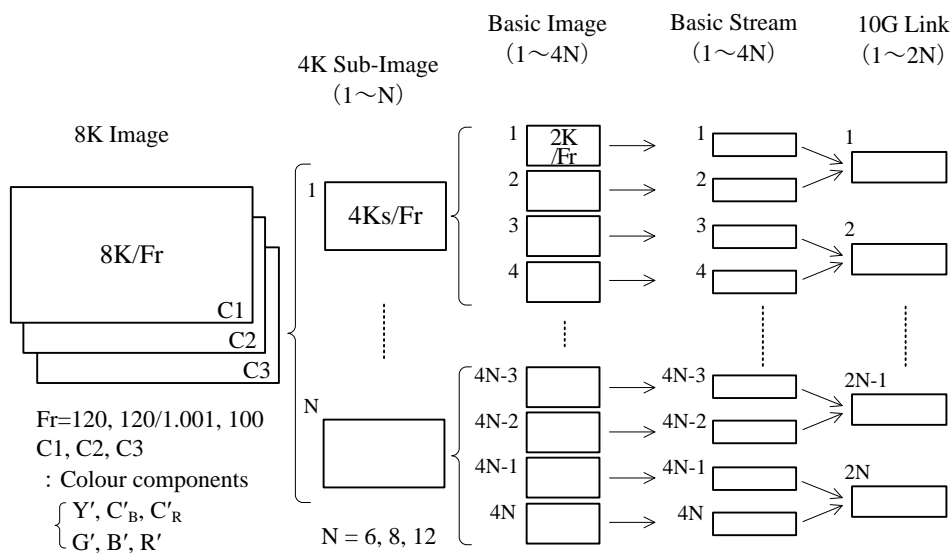 8K Image
8K/Fr
C1
C2
C3
Fr=120, 120/1.001, 100
C1, C2, C3
: Colour components
Y′, C′B, C′R
G′, B′, R′
4K Sub-Image
(1～N)
1
4Ks/Fr
N
N = 6, 8, 12
Basic Image
(1～4N)
1
2K
/Fr
2
3
4
4N-3
4N-2
4N-1
4N
Basic Stream
(1～4N)
1
2
3
4
4N-3
4N-2
4N-1
4N
10G Link
(1～2N)
1
2
2N-1
2N